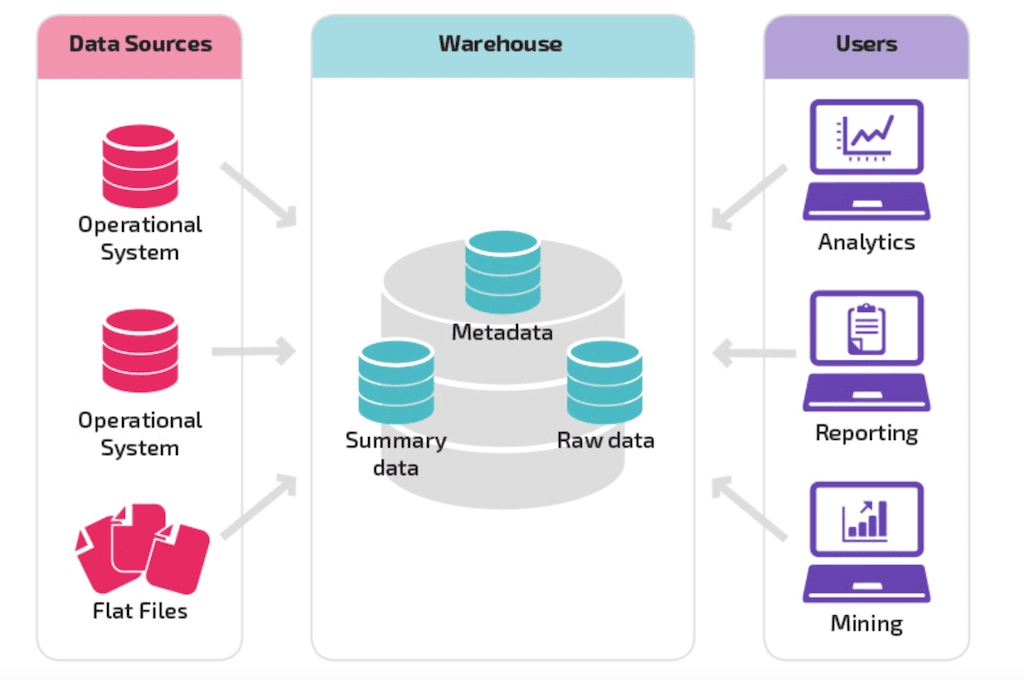 Data Sources
Operational
System
Operational
System
Flat Files
Warehouse
Metadata
Summary
data
Raw data
Users
Analytics
Reporting
Mining